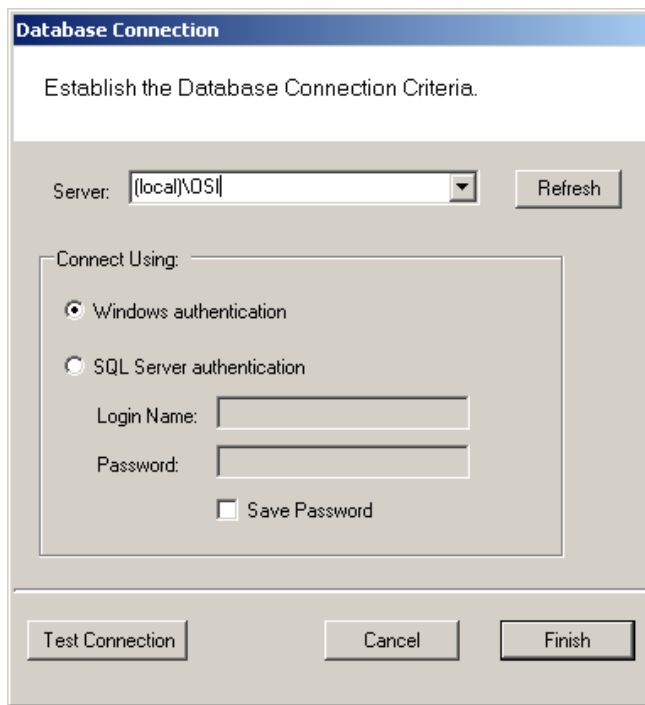 Database Connection
Establish the Database Connection Criteria.
Server: (local)\OSI Refresh
Connect Using:
Windows authentication
SQL Server authentication
Login Name:
Password:
Save Password
Test Connection Cancel Finish